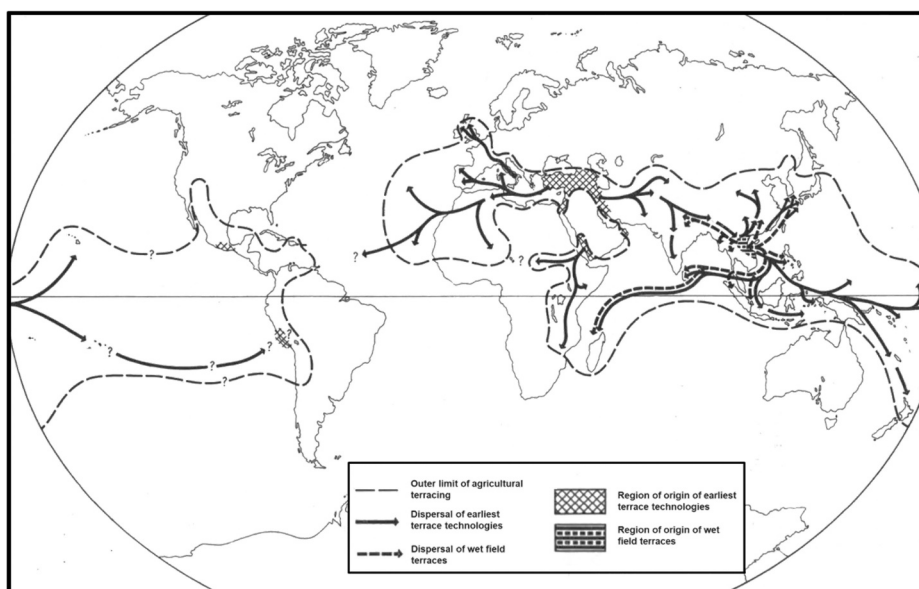 ?
?
?
?
?
?
?
?
Outer limit of agricultural
terracing
Dispersal of earliest
terrace technologies
Dispersal of wet field
terraces
Region of origin of earliest
terrace technologies
Region of origin of wet
field terraces